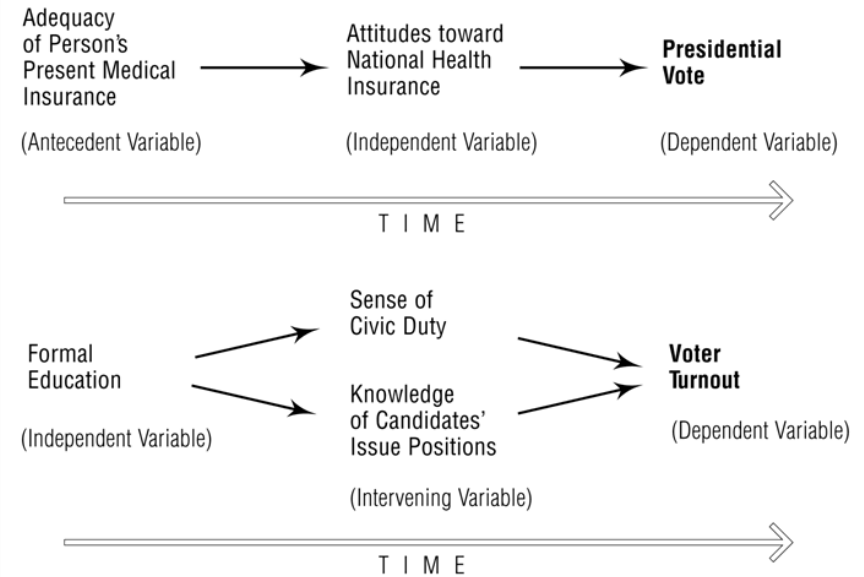 Adequacy
of Person's
Present Medical
Insurance
(Antecedent Variable)
Attitudes toward
National Health
Insurance
(Independent Variable)
Presidential
Vote
(Dependent Variable)
T I M E
Formal
Education
(Independent Variable)
Sense of
Civic Duty
Knowledge
of Candidates'
Issue Positions
(Intervening Variable)
Voter
Turnout
(Dependent Variable)
T I M E